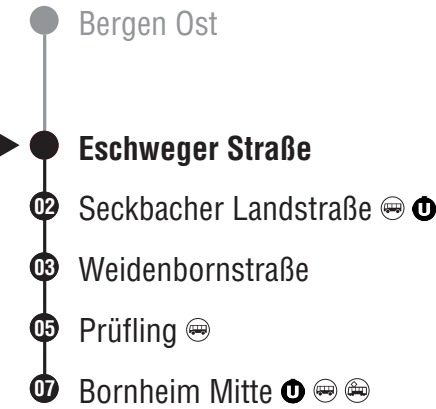 Bergen Ost
Eschweger Straße
02 Seckbacher Landstraße U
03 Weidenbornstraße
05 Prüfling
07 Bornheim Mitte U